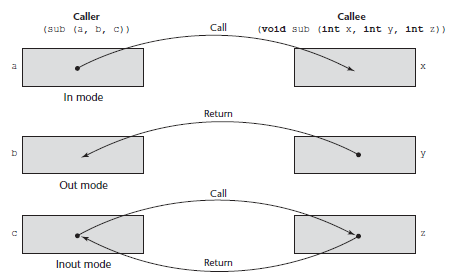 Caller
(sub (a, b, c))
Call
Callee
(void sub (int x, int y, int z))
a
x
In mode
Return
b
y
Out mode
Call
c
z
Inout mode
Return